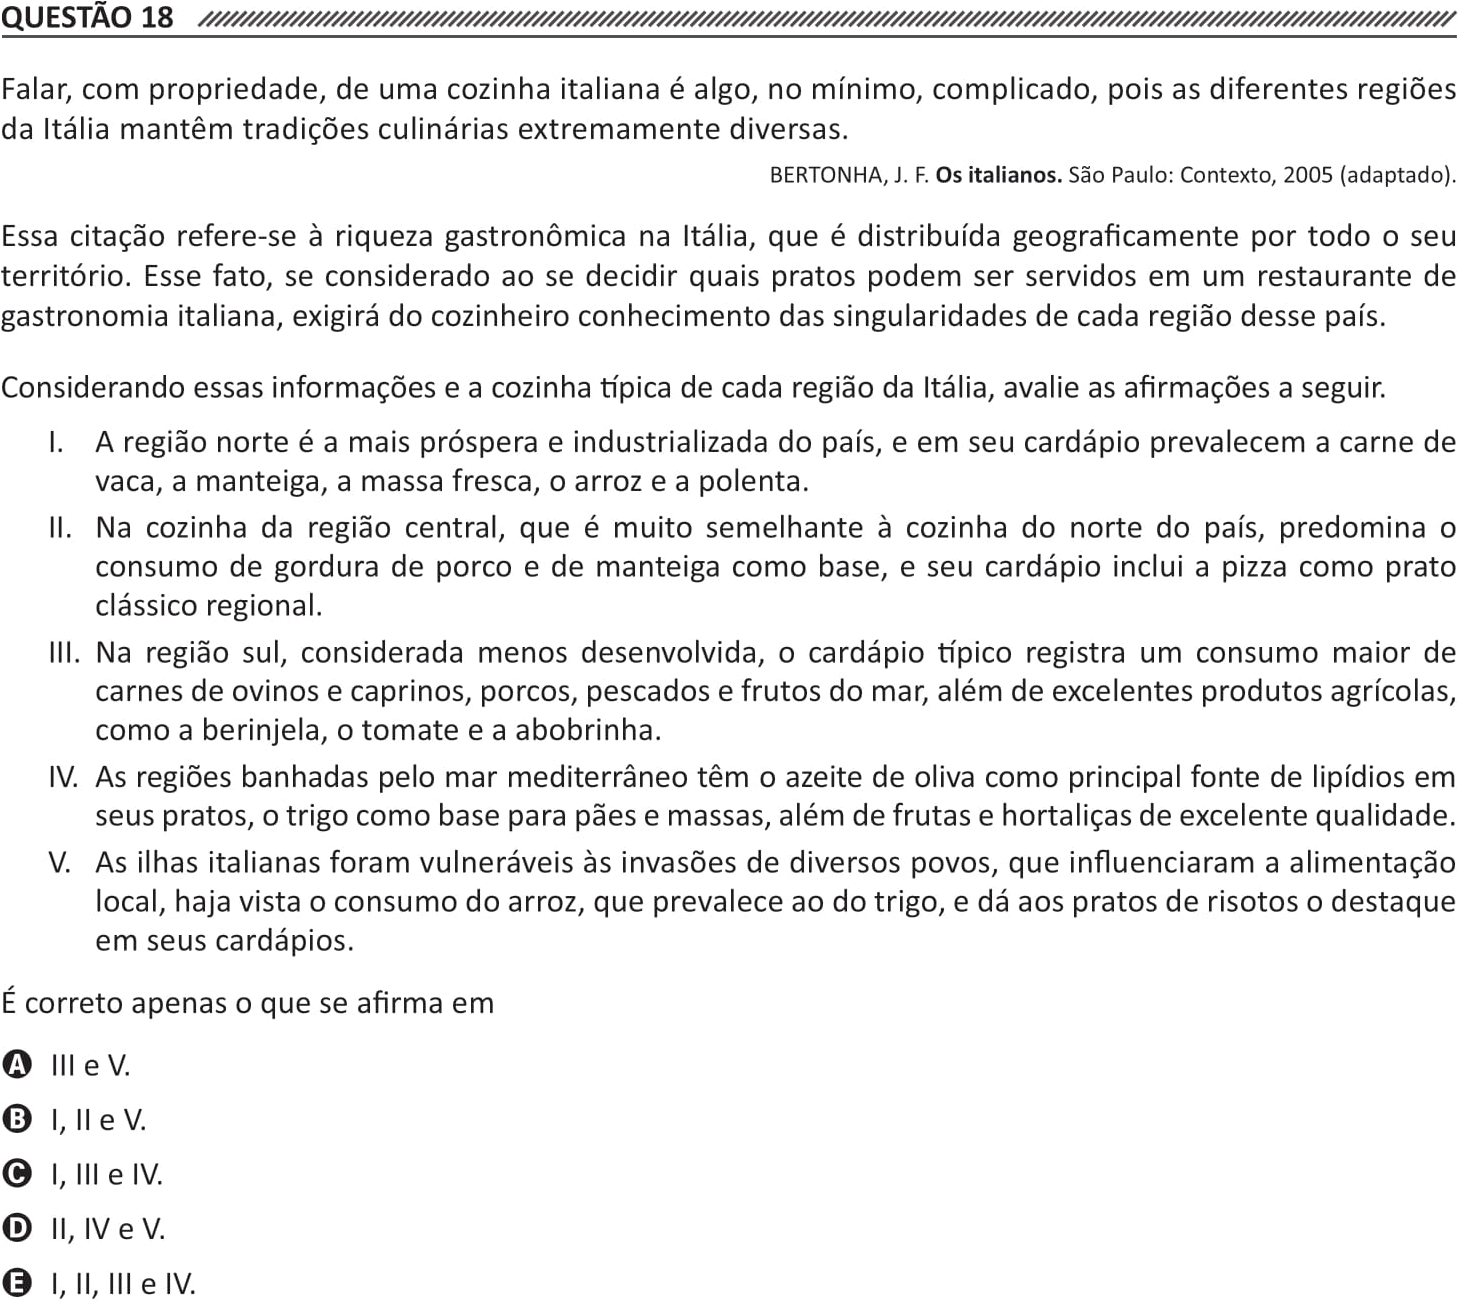 QUESTÃO 18
Falar, com propriedade, de uma cozinha italiana é algo, no mínimo, complicado, pois as diferentes regiões
da Itália mantêm tradições culinárias extremamente diversas.
BERTONHA, J. F. Os italianos. São Paulo: Contexto, 2005 (adaptado).
Essa citação refere-se à riqueza gastronômica na Itália, que é distribuída geograficamente por todo o seu
território. Esse fato, se considerado ao se decidir quais pratos podem ser servidos em um restaurante de
gastronomia italiana, exigirá do cozinheiro conhecimento das singularidades de cada região desse país.
Considerando essas informações e a cozinha típica de cada região da Itália, avalie as afirmações a seguir.
I. A região norte é a mais próspera e industrializada do país, e em seu cardápio prevalecem a carne de
vaca, a manteiga, a massa fresca, o arroz e a polenta.
II. Na cozinha da região central, que é muito semelhante à cozinha do norte do país, predomina o
consumo de gordura de porco e de manteiga como base, e seu cardápio inclui a pizza como prato
clássico regional.
III. Na região sul, considerada menos desenvolvida, o cardápio típico registra um consumo maior de
carnes de ovinos e caprinos, porcos, pescados e frutos do mar, além de excelentes produtos agrícolas,
como a berinjela, o tomate e a abobrinha.
IV. As regiões banhadas pelo mar mediterrâneo têm o azeite de oliva como principal fonte de lipídios em
seus pratos, o trigo como base para pães e massas, além de frutas e hortaliças de excelente qualidade.
V. As ilhas italianas foram vulneráveis às invasões de diversos povos, que influenciaram a alimentação
local, haja vista o consumo do arroz, que prevalece ao do trigo, e dá aos pratos de risotos o destaque
em seus cardápios.
É correto apenas o que se afirma em
A III e V.
B I, II e V.
C I, III e IV.
D II, IV e V.
E I, II, III e IV.